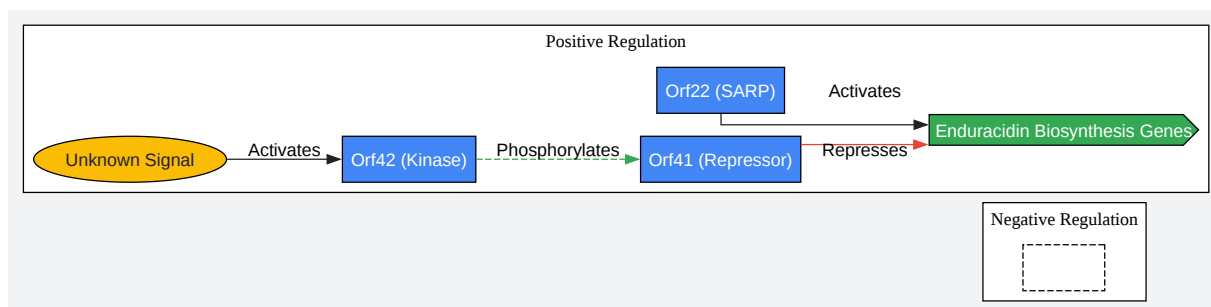 Positive Regulation
Orf22 (SARP)
Activates
Enduracidin Biosynthesis Genes
Unknown Signal
Activates
Orf42 (Kinase)
Phosphorylates
Orf41 (Repressor)
Represses
Negative Regulation